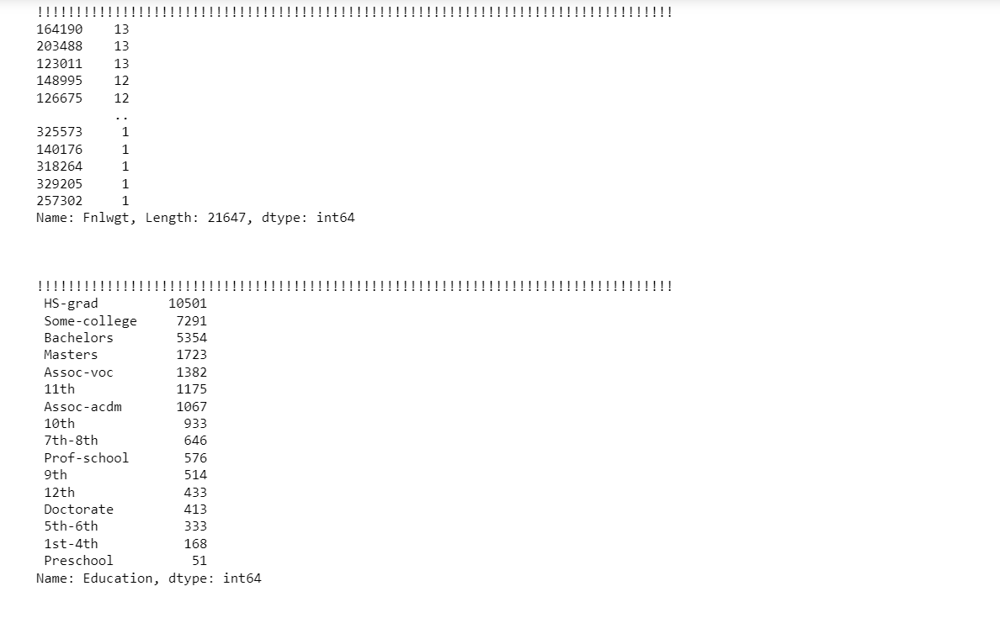 !!!!!!!!!!!!!!!!!!!!!!!!!!!!!!!!!!!!!!!!!!!!!!!!!!!!!!!!!!!!!!!!!!!!!!!!!!!!!!!!!!
164190    13
203488    13
123011    13
148995    12
126675    12
          ..
325573     1
140176     1
318264     1
329205     1
257302     1
Name: Fnlwgt, Length: 21647, dtype: int64
!!!!!!!!!!!!!!!!!!!!!!!!!!!!!!!!!!!!!!!!!!!!!!!!!!!!!!!!!!!!!!!!!!!!!!!!!!!!!!!!!!
 HS-grad         10501
 Some-college     7291
 Bachelors        5354
 Masters          1723
 Assoc-voc        1382
 11th             1175
 Assoc-acdm       1067
 10th              933
 7th-8th           646
 Prof-school       576
 9th               514
 12th              433
 Doctorate         413
 5th-6th           333
 1st-4th           168
 Preschool          51
Name: Education, dtype: int64